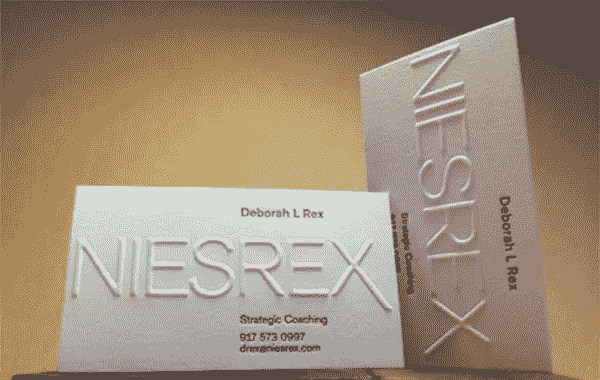 Deborah L Rex
NIESREX
Strategic Coaching
917 573 0997
drex@niesrex.com
NIESREX
Deborah L Rex
Strategic Coaching